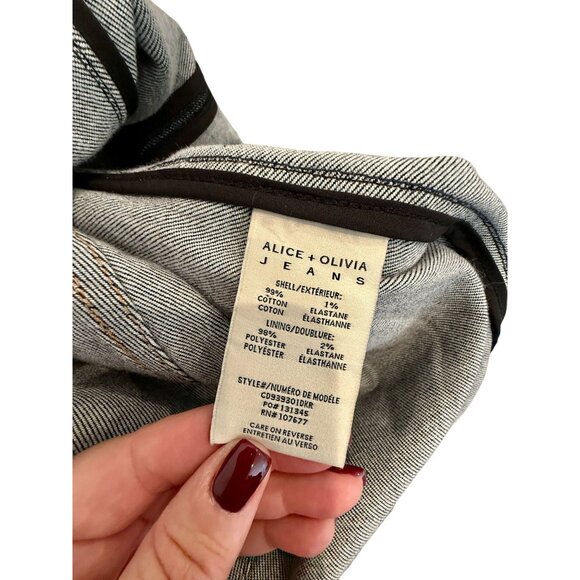 ALICE + OLIVIA
JEANS
SHELL/EXTÉRIEUR:
99% 1%
COTTON ELASTANE
COTON ÉLASTHANNE
LINING/DOUBLURE:
98% 2%
POLYESTER ELASTANE
POLYÉSTER ÉLASTHANNE
STYLE#/NUMÉRO DE MODÈLE
CD939301DKR
PO# 131345
RN# 107677
CARE ON REVERSE
ENTRETIEN AU VERSO